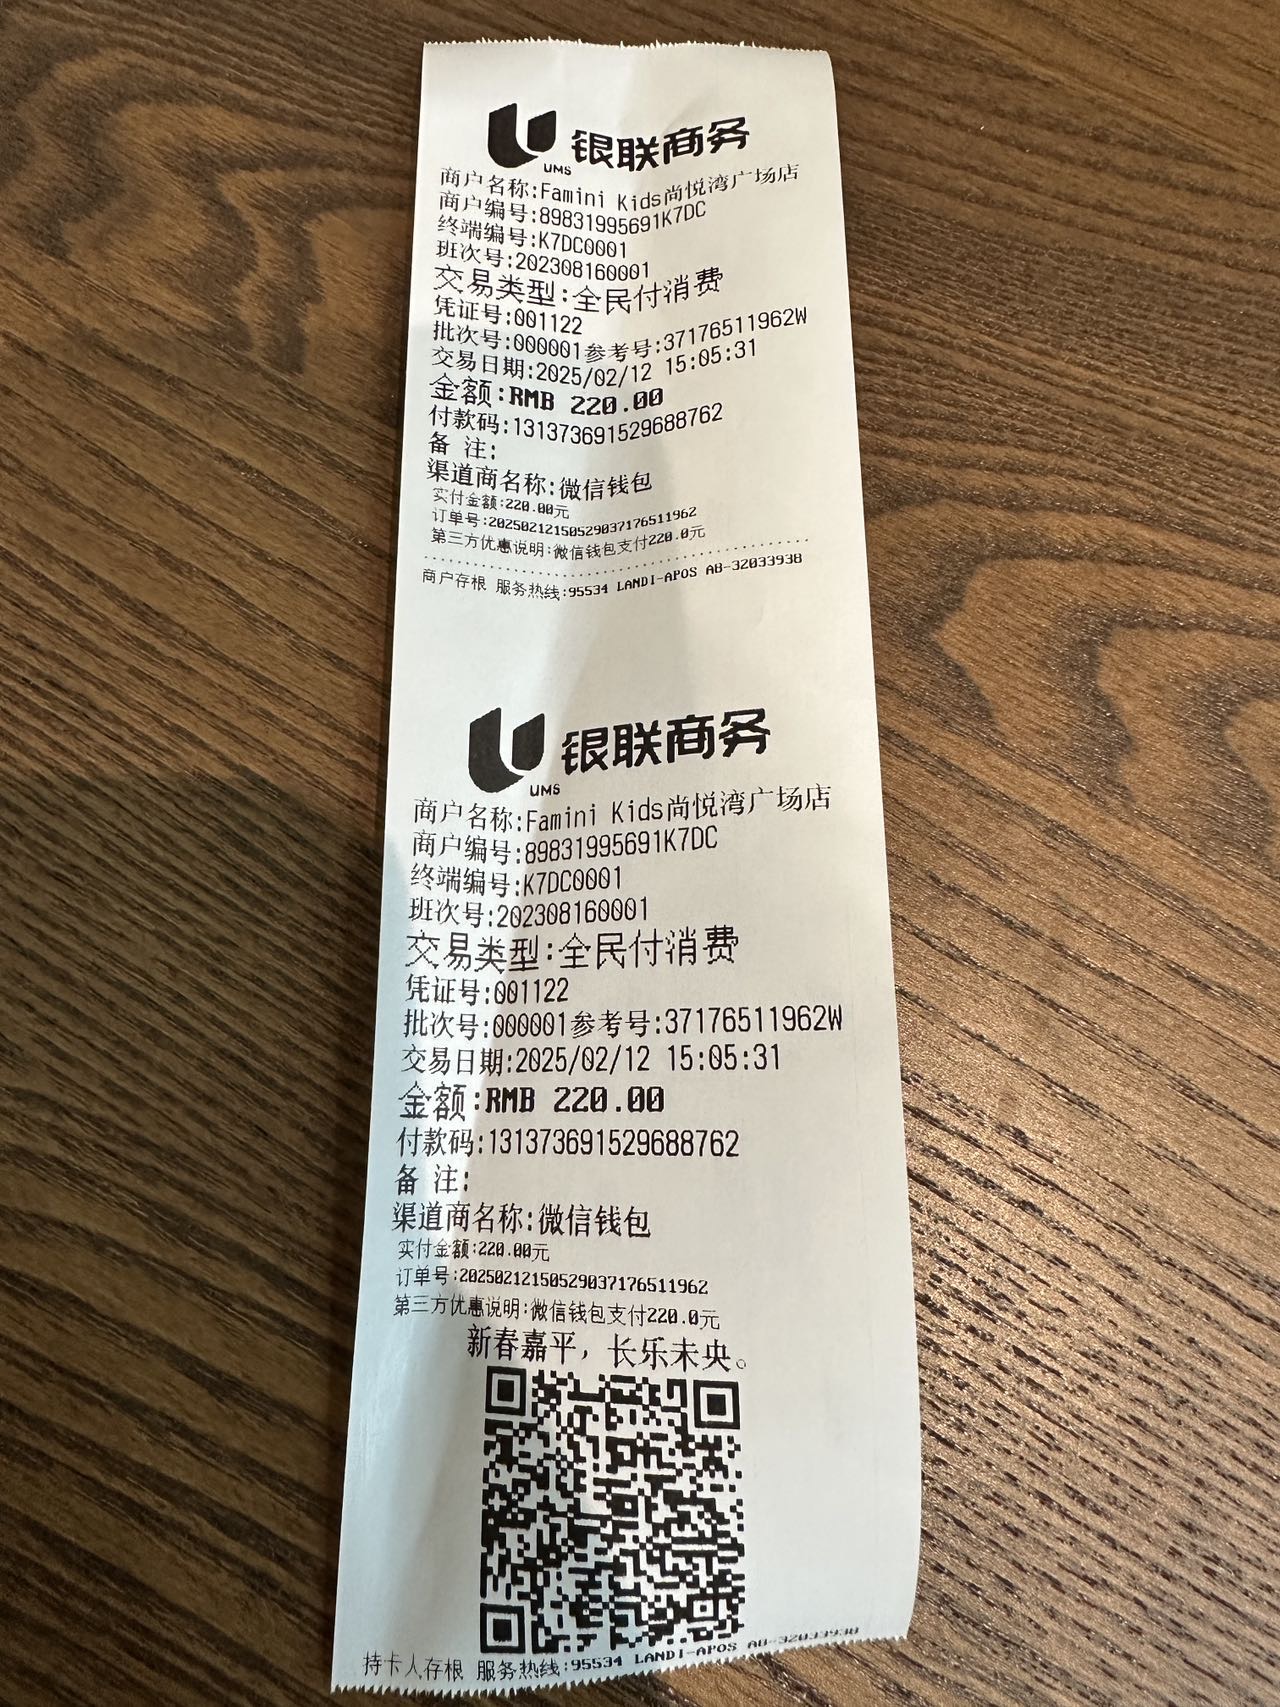 银联商务
UMS
商户名称:Famini Kids尚悦湾广场店
商户编号:89831995691K7DC
终端编号:K7DC0001
班次号:202308160001
交易类型:全民付消费
凭证号:001122
批次号:000001参考号:37176511962W
交易日期:2025/02/12 15:05:31
金额:RMB 220.00
付款码:131373691529688762
备 注:
渠道商名称:微信钱包
实付金额:220.00元
订单号:20250212150529037176511962
第三方优惠说明:微信钱包支付220.0元
商户存根 服务热线:95534 LANDI-APOS A8-32033938
银联商务
UMS
商户名称:Famini Kids尚悦湾广场店
商户编号:89831995691K7DC
终端编号:K7DC0001
班次号:202308160001
交易类型:全民付消费
凭证号:001122
批次号:000001参考号:37176511962W
交易日期:2025/02/12 15:05:31
金额:RMB 220.00
付款码:131373691529688762
备 注:
渠道商名称:微信钱包
实付金额:220.00元
订单号:20250212150529037176511962
第三方优惠说明:微信钱包支付220.0元
新春嘉平，长乐未央。
持卡人存根 服务热线:95534 LANDI-APOS A8-32033938